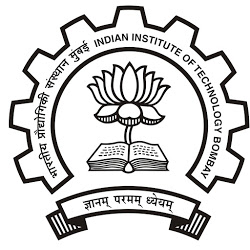 भारतीय प्रौद्योगिकी संस्थान मुंबई
INDIAN INSTITUTE OF TECHNOLOGY BOMBAY
ज्ञानम् परमम् ध्येयम्